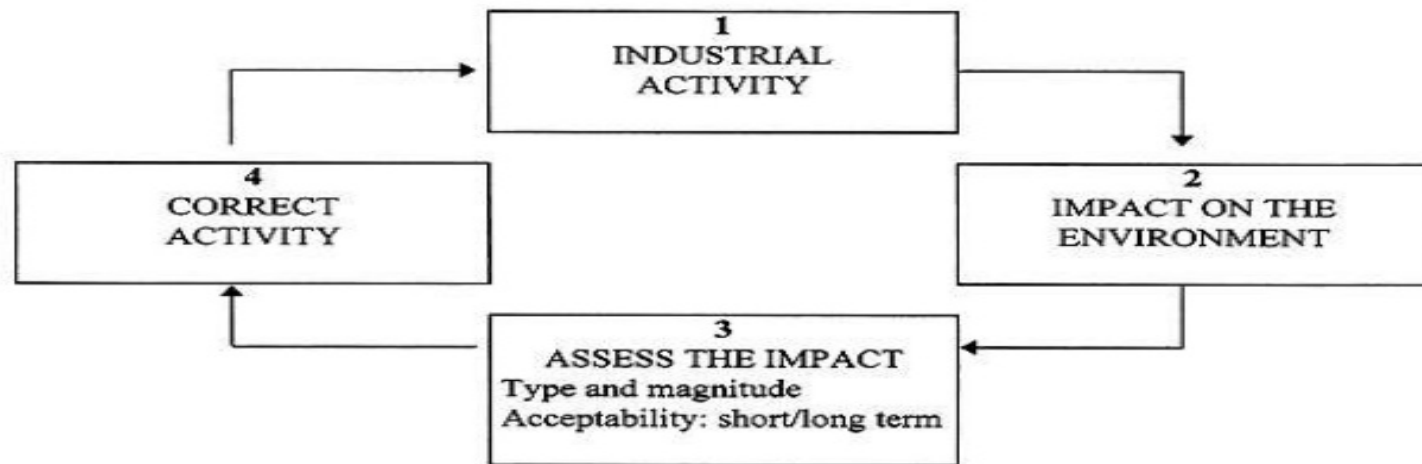 1
INDUSTRIAL
ACTIVITY
2
IMPACT ON THE
ENVIRONMENT
3
ASSESS THE IMPACT
Type and magnitude
Acceptability: short/long term
4
CORRECT
ACTIVITY